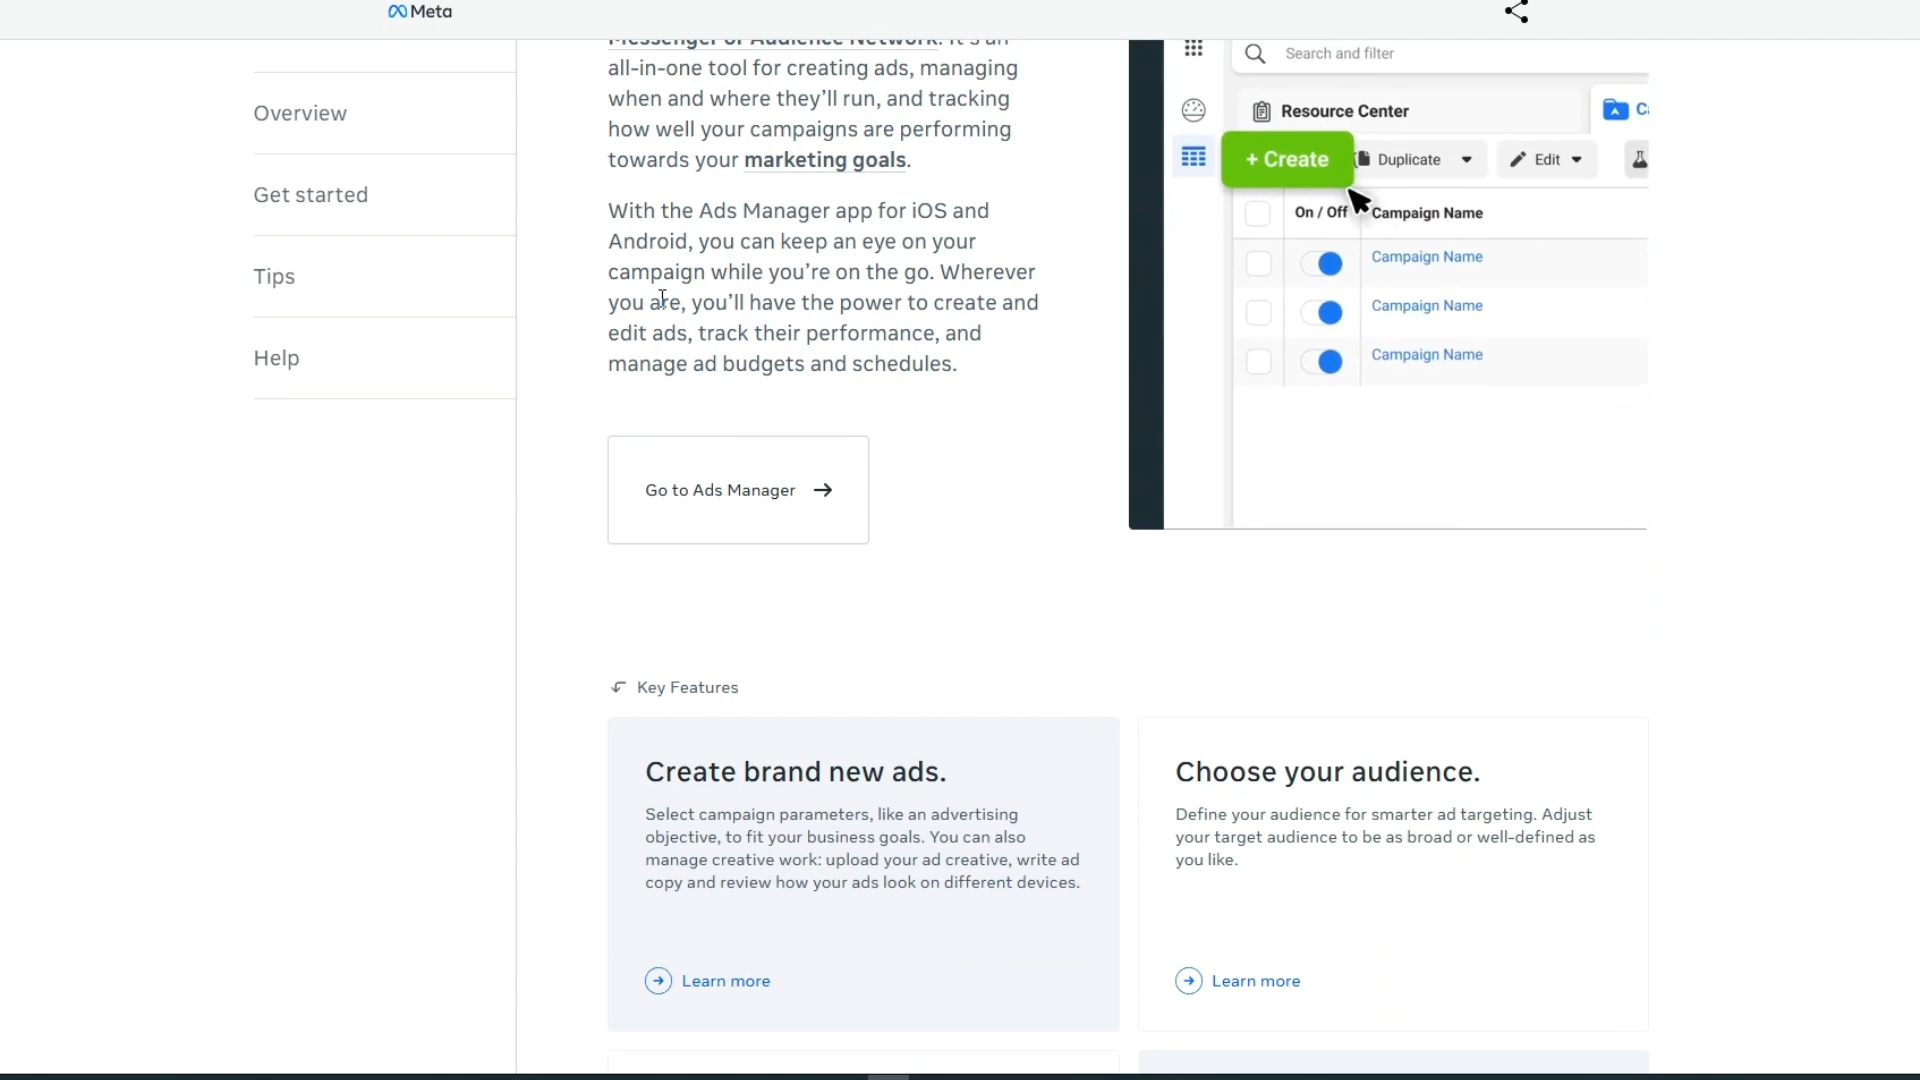 Meta
Overview
Get started
Tips
Help
Messenger or Audience Network. It's an
all-in-one tool for creating ads, managing
when and where they'll run, and tracking
how well your campaigns are performing
towards your marketing goals.
With the Ads Manager app for iOS and
Android, you can keep an eye on your
campaign while you're on the go. Wherever
you are, you'll have the power to create and
edit ads, track their performance, and
manage ad budgets and schedules.
Go to Ads Manager
Search and filter
Resource Center
+ Create Duplicate Edit
On / Off Campaign Name
Campaign Name
Campaign Name
Campaign Name
Key Features
Create brand new ads.
Select campaign parameters, like an advertising
objective, to fit your business goals. You can also
manage creative work: upload your ad creative, write ad
copy and review how your ads look on different devices.
Learn more
Choose your audience.
Define your audience for smarter ad targeting. Adjust
your target audience to be as broad or well-defined as
you like.
Learn more